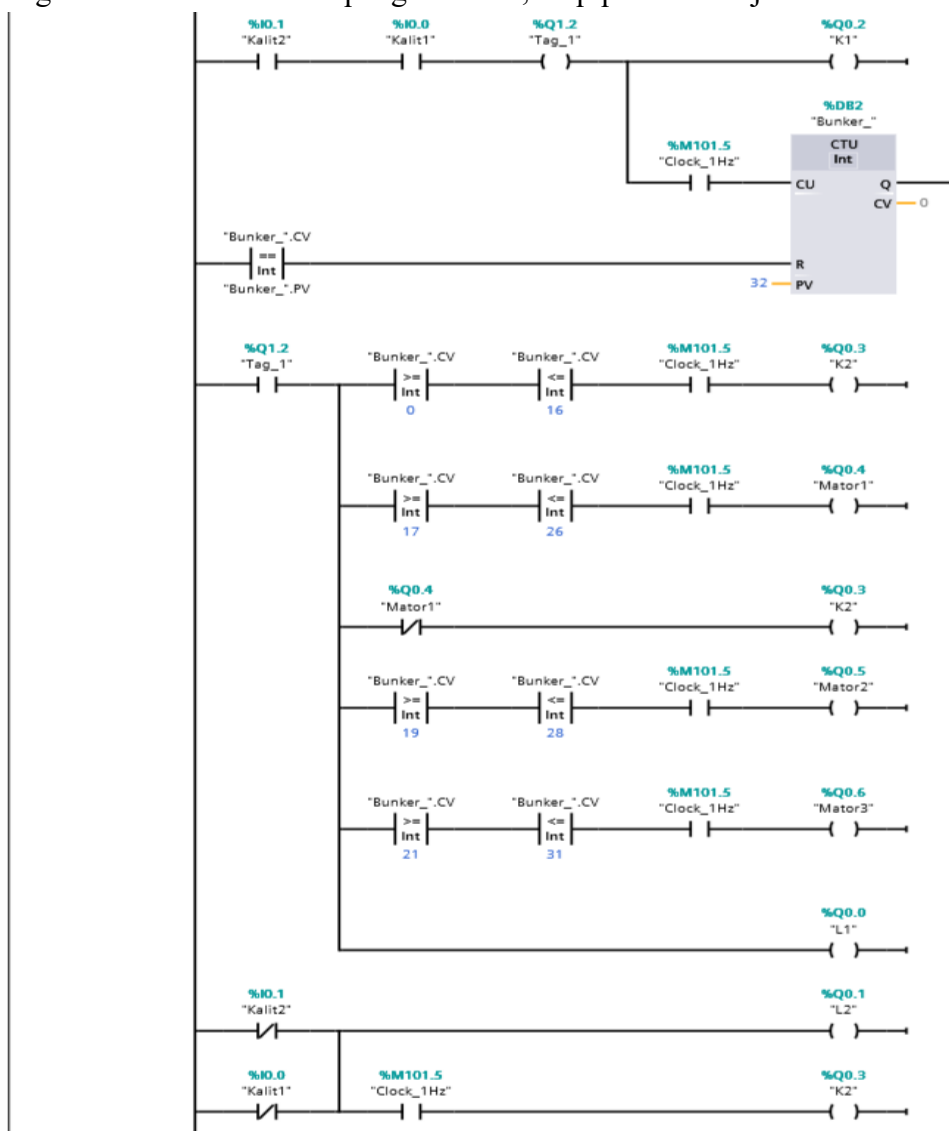 %I0.1 %I0.0 %Q1.2 %Q0.2
"Kalit2" "Kalit1" "Tag_1" "K1"
%DB2
"Bunker_"
%M101.5 CTU
"Clock_1Hz" Int
CU Q
CV 0
"Bunker_".CV
==
Int R
"Bunker_".PV 32 PV
%Q1.2 %M101.5 %Q0.3
"Tag_1" "Bunker_".CV "Bunker_".CV "Clock_1Hz" "K2"
>= <=
Int Int
0 16
%M101.5 %Q0.4
"Bunker_".CV "Bunker_".CV "Clock_1Hz" "Mator1"
>= <=
Int Int
17 26
%Q0.4 %Q0.3
"Mator1" "K2"
%M101.5 %Q0.5
"Bunker_".CV "Bunker_".CV "Clock_1Hz" "Mator2"
>= <=
Int Int
19 28
%M101.5 %Q0.6
"Bunker_".CV "Bunker_".CV "Clock_1Hz" "Mator3"
>= <=
Int Int
21 31
%Q0.0
"L1"
%I0.1 %Q0.1
"Kalit2" "L2"
%I0.0 %M101.5 %Q0.3
"Kalit1" "Clock_1Hz" "K2"